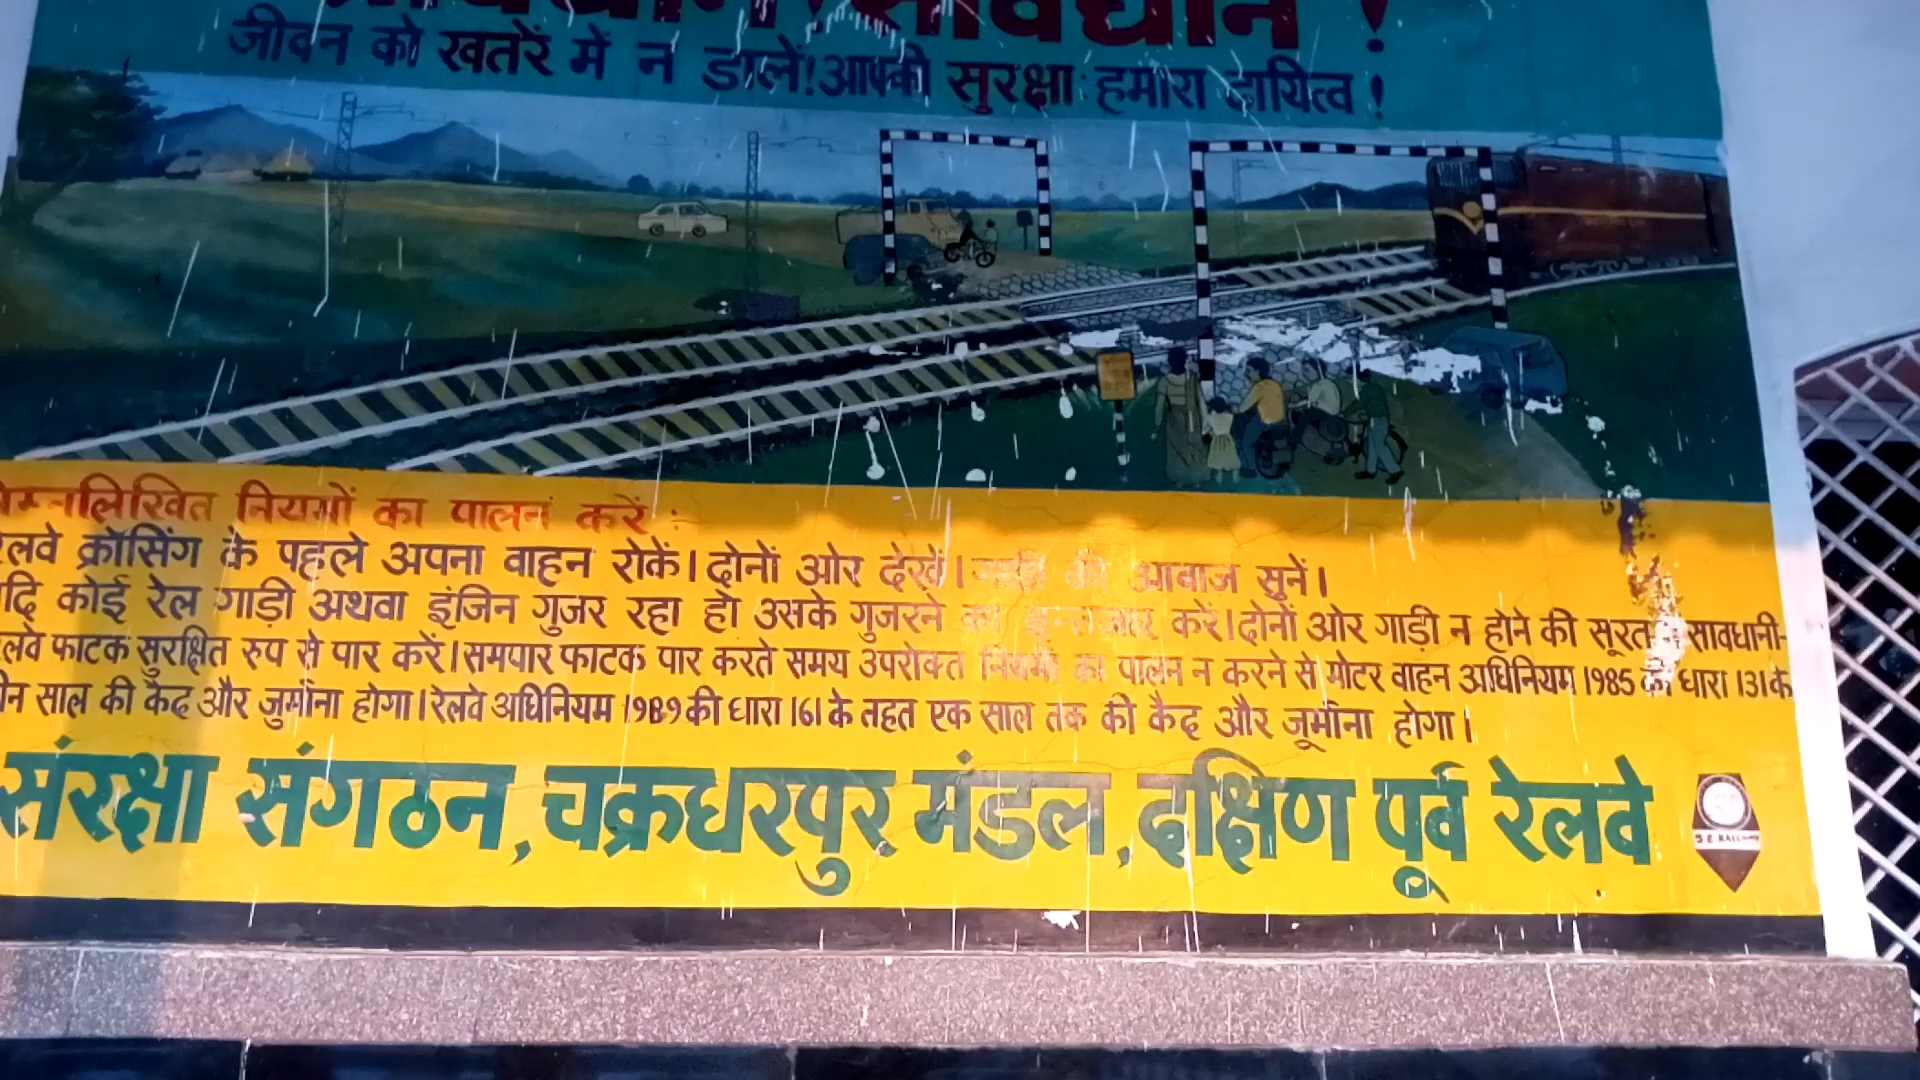 सावधान !
जीवन को खतरें में न डालें! आपकी सुरक्षा हमारा दायित्व !
निम्नलिखित नियमों का पालन करें :
रेलवे क्रॉसिंग के पहले अपना वाहन रोकें। दोनों ओर देखें। की आवाज सुनें।
यदि कोई रेल गाड़ी अथवा इंजिन गुजर रहा हो उसके गुजरने का इन्तजार करें। दोनों ओर गाड़ी न होने की सूरत सावधानी-
लवे फाटक सुरक्षित रुप से पार करें। समपार फाटक पार करते समय उपरोक्त नियमों का पालन न करने से मोटर वाहन अधिनियम 1985 की धारा 131 के
न साल की कैद और जुर्माना होगा। रेलवे अधिनियम 1989 की धारा 161 के तहत एक साल तक की कैद और जूर्माना होगा।
संरक्षा संगठन, चक्रधरपुर मंडल, दक्षिण पूर्व रेलवे
S E RAILWAY